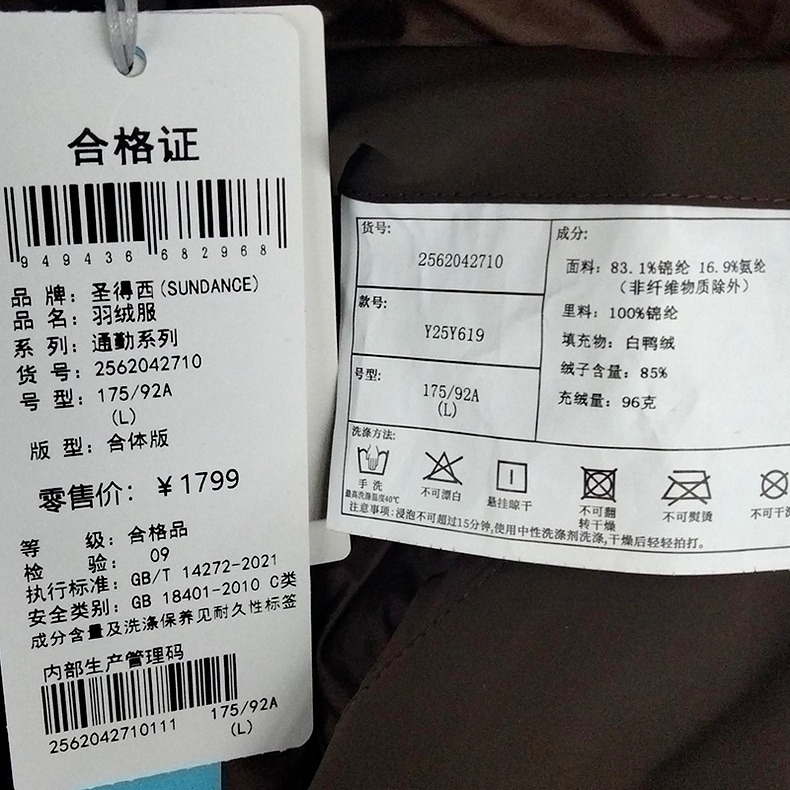 合格证
949436 682968
品 牌：圣得西(SUNDANCE)
品 名：羽绒服
系 列：通勤系列
货 号：2562042710
号 型：175/92A
(L)
版 型：合体版
零售价：￥1799
等 级：合格品
检 验：09
执行标准：GB/T 14272-2021
安全类别：GB 18401-2010 C类
成分含量及洗涤保养见耐久性标签
内部生产管理码
2562042710111
175/92A
(L)
货号:
2562042710
款号:
Y25Y619
号型:
175/92A
(L)
成分:
面料: 83.1%锦纶 16.9%氨纶
（非纤维物质除外）
里料: 100%锦纶
填充物: 白鸭绒
绒子含量: 85%
充绒量: 96克
洗涤方法:
手 洗
最高洗涤温度40℃
不可漂白
悬挂晾干
不可翻
转干燥
不可熨烫
不可干洗
注意事项:浸泡不可超过15分钟,使用中性洗涤剂洗涤,干燥后轻轻拍打。